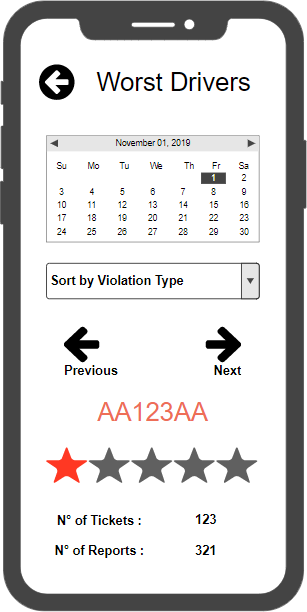 Worst Drivers
November 01, 2019
Su Mo Tu We Th Fr Sa
1 2
3 4 5 6 7 8 9
10 11 12 13 14 15 16
17 18 19 20 21 22 23
24 25 26 27 28 29 30
Sort by Violation Type
Previous Next
AA123AA
N° of Tickets : 123
N° of Reports : 321